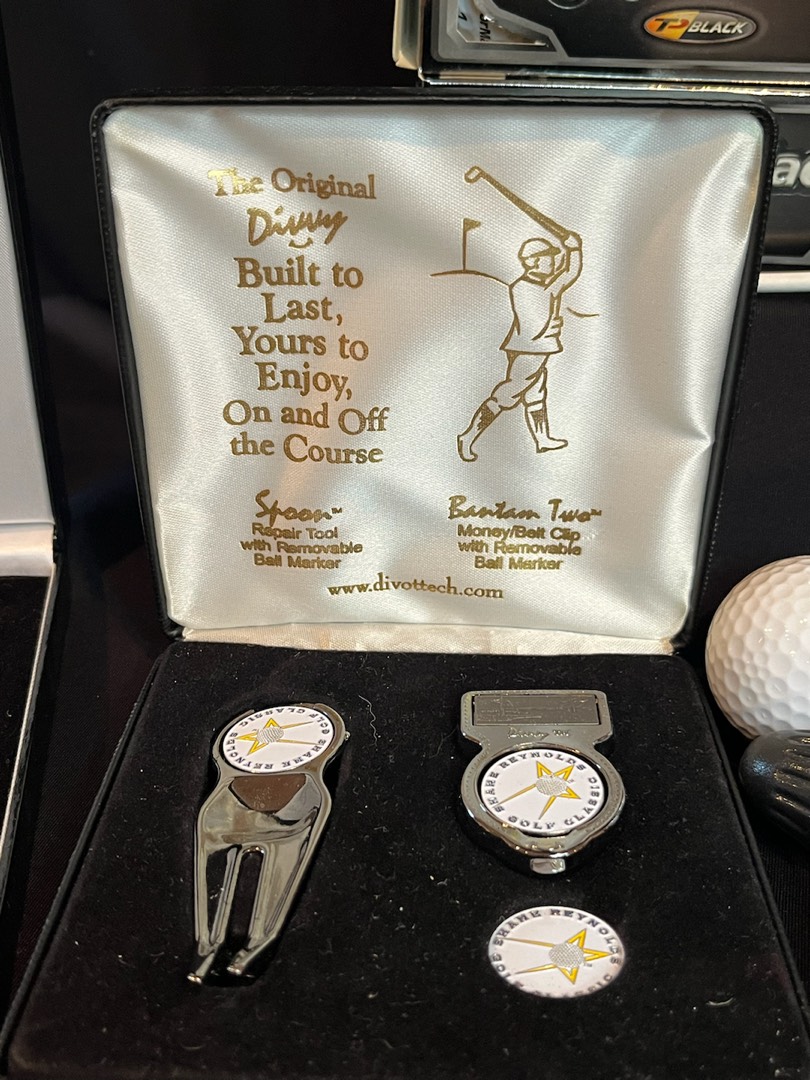 TP BLACK
The Original
Divvy
Built to
Last,
Yours to
Enjoy,
On and Off
the Course
Spoon™
Repair Tool
with Removable
Ball Marker
Bantam Two™
Money/Belt Clip
with Removable
Ball Marker
www.divottech.com
SHANE REYNOLDS
GOLF CLASSIC
SHANE REYNOLDS
GOLF CLASSIC
SHANE REYNOLDS